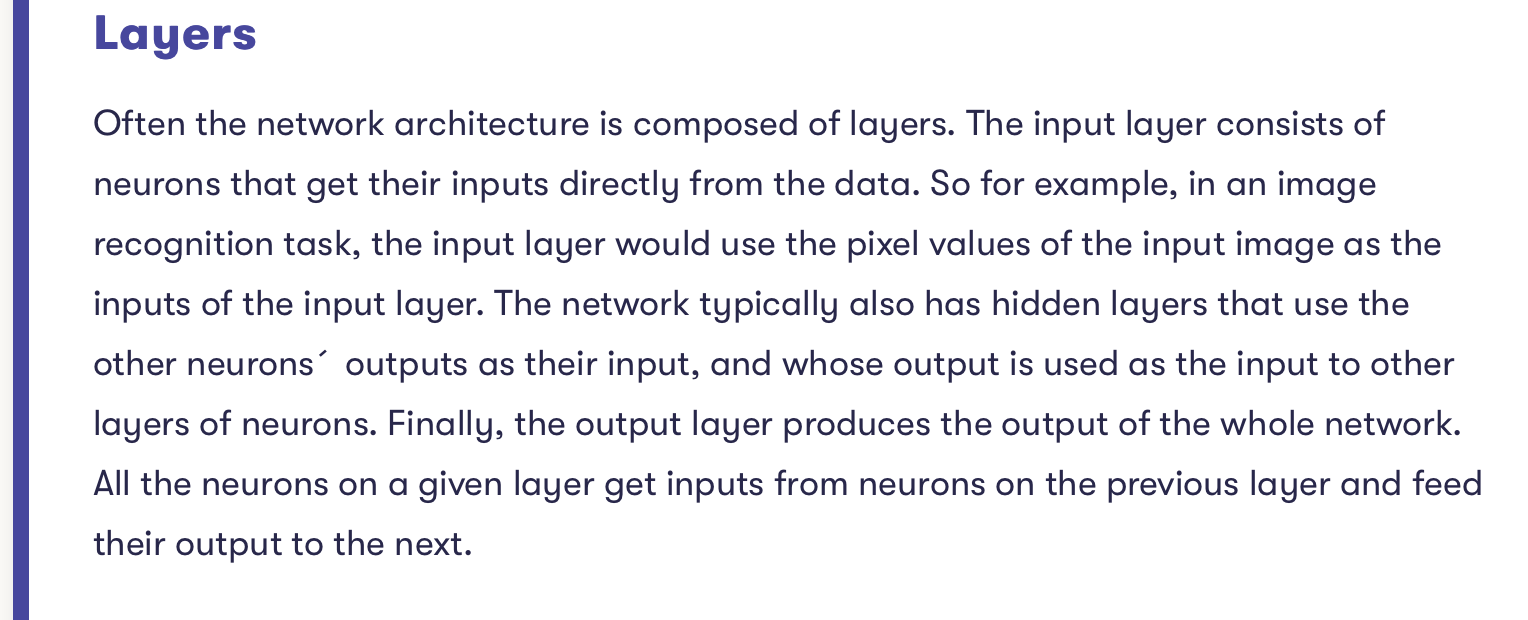 Layers
Often the network architecture is composed of layers. The input layer consists of
neurons that get their inputs directly from the data. So for example, in an image
recognition task, the input layer would use the pixel values of the input image as the
inputs of the input layer. The network typically also has hidden layers that use the
other neurons´ outputs as their input, and whose output is used as the input to other
layers of neurons. Finally, the output layer produces the output of the whole network.
All the neurons on a given layer get inputs from neurons on the previous layer and feed
their output to the next.